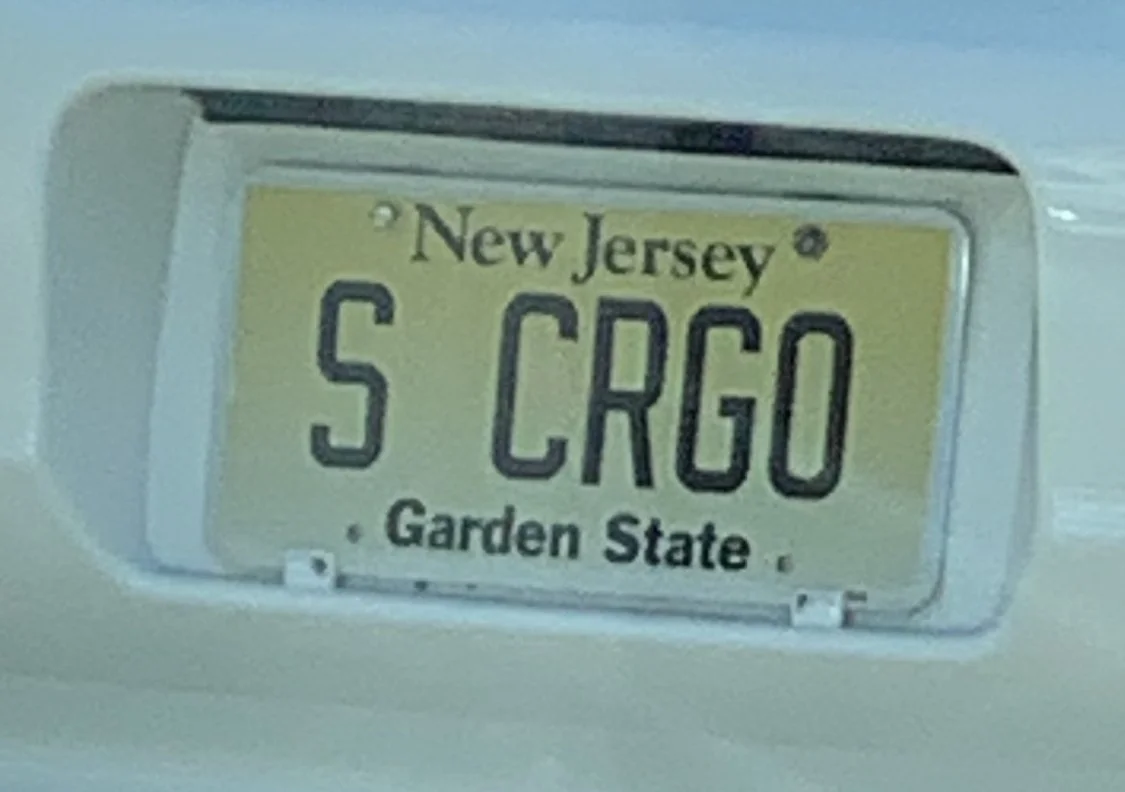 New Jersey
S CRGO
Garden State